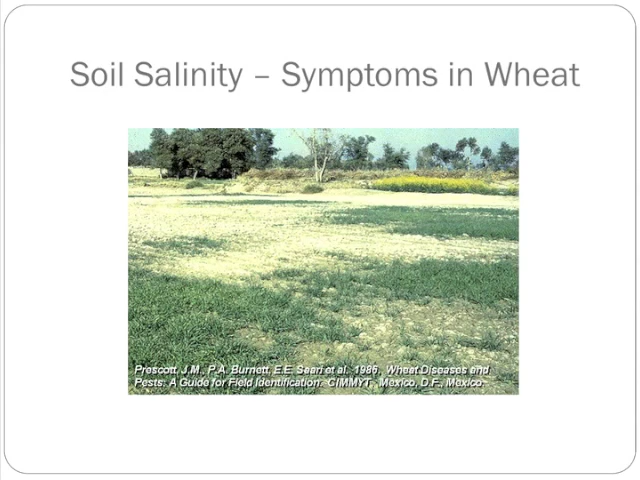 Soil Salinity – Symptoms in Wheat
Prescott, J.M., P.A. Burnett, E.E. Saari et al. 1986. Wheat Diseases and
Pests: A Guide for Field Identification. CIMMYT. Mexico, D.F., Mexico.